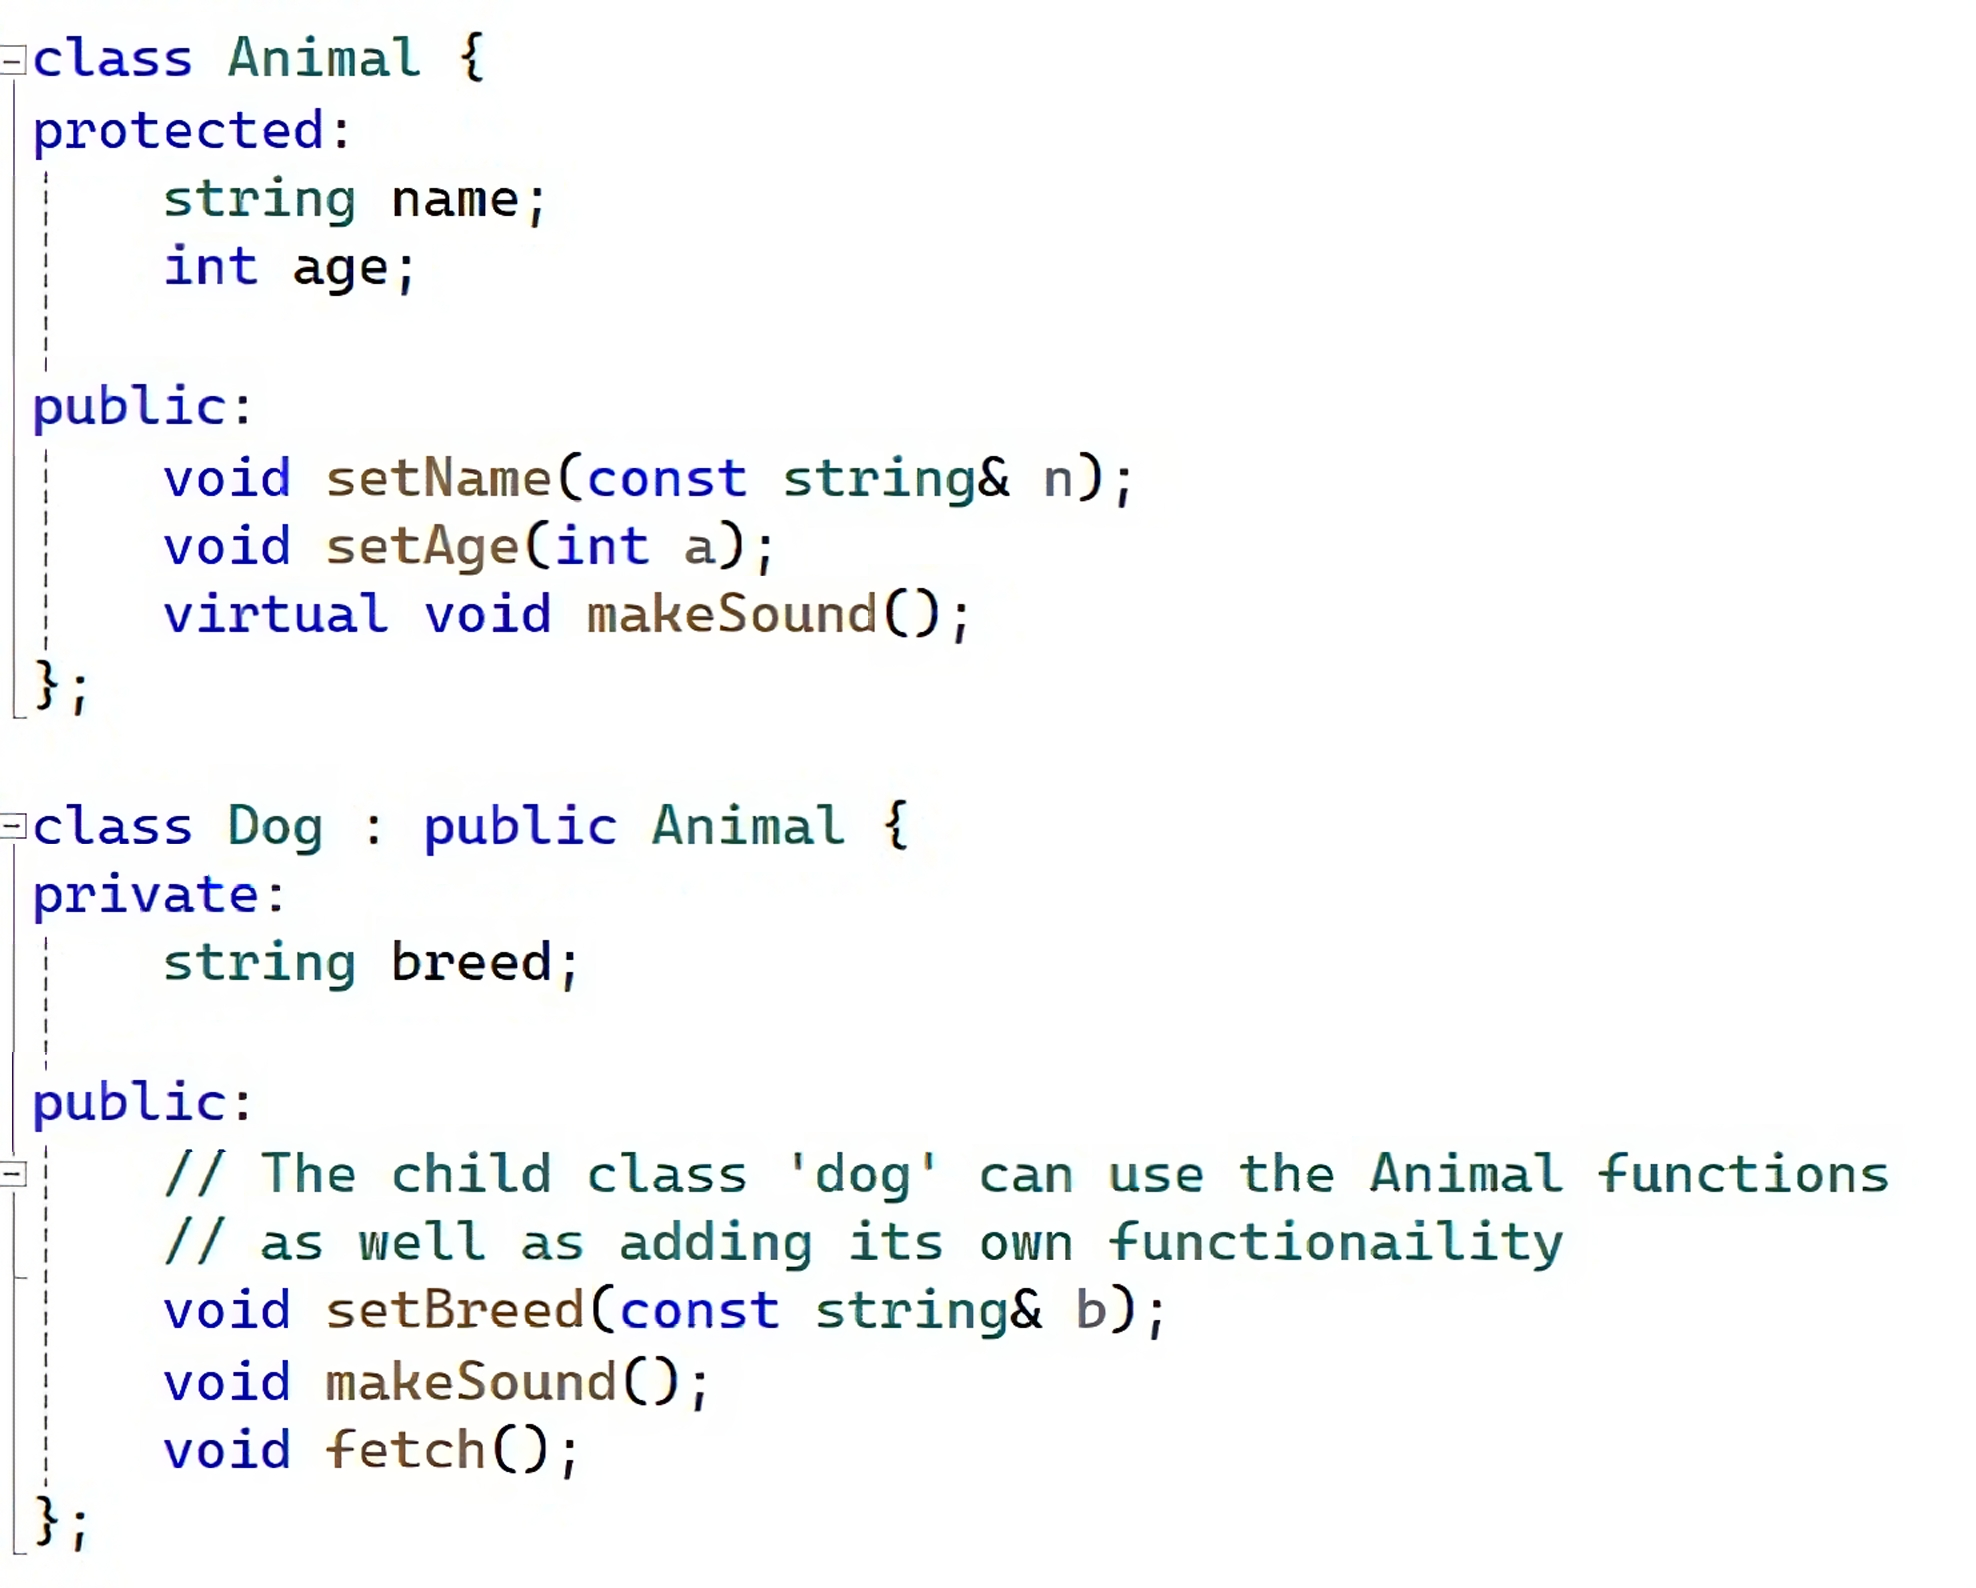 class Animal {
protected:
    string name;
    int age;

public:
    void setName(const string& n);
    void setAge(int a);
    virtual void makeSound();
};

class Dog : public Animal {
private:
    string breed;

public:
    // The child class 'dog' can use the Animal functions
    // as well as adding its own functionaility
    void setBreed(const string& b);
    void makeSound();
    void fetch();
};